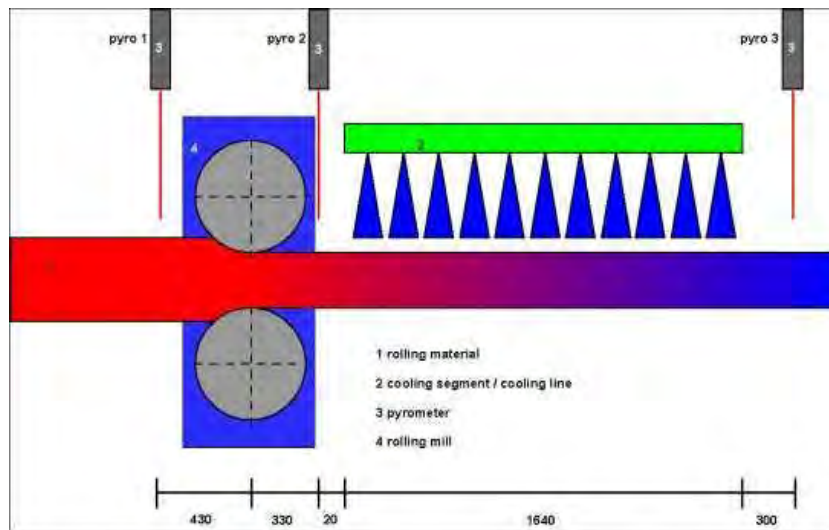 pyro 1
3
pyro 2
3
pyro 3
3
4
2
1 rolling material
2 cooling segment / cooling line
3 pyrometer
4 rolling mill
430
330
20
1640
300